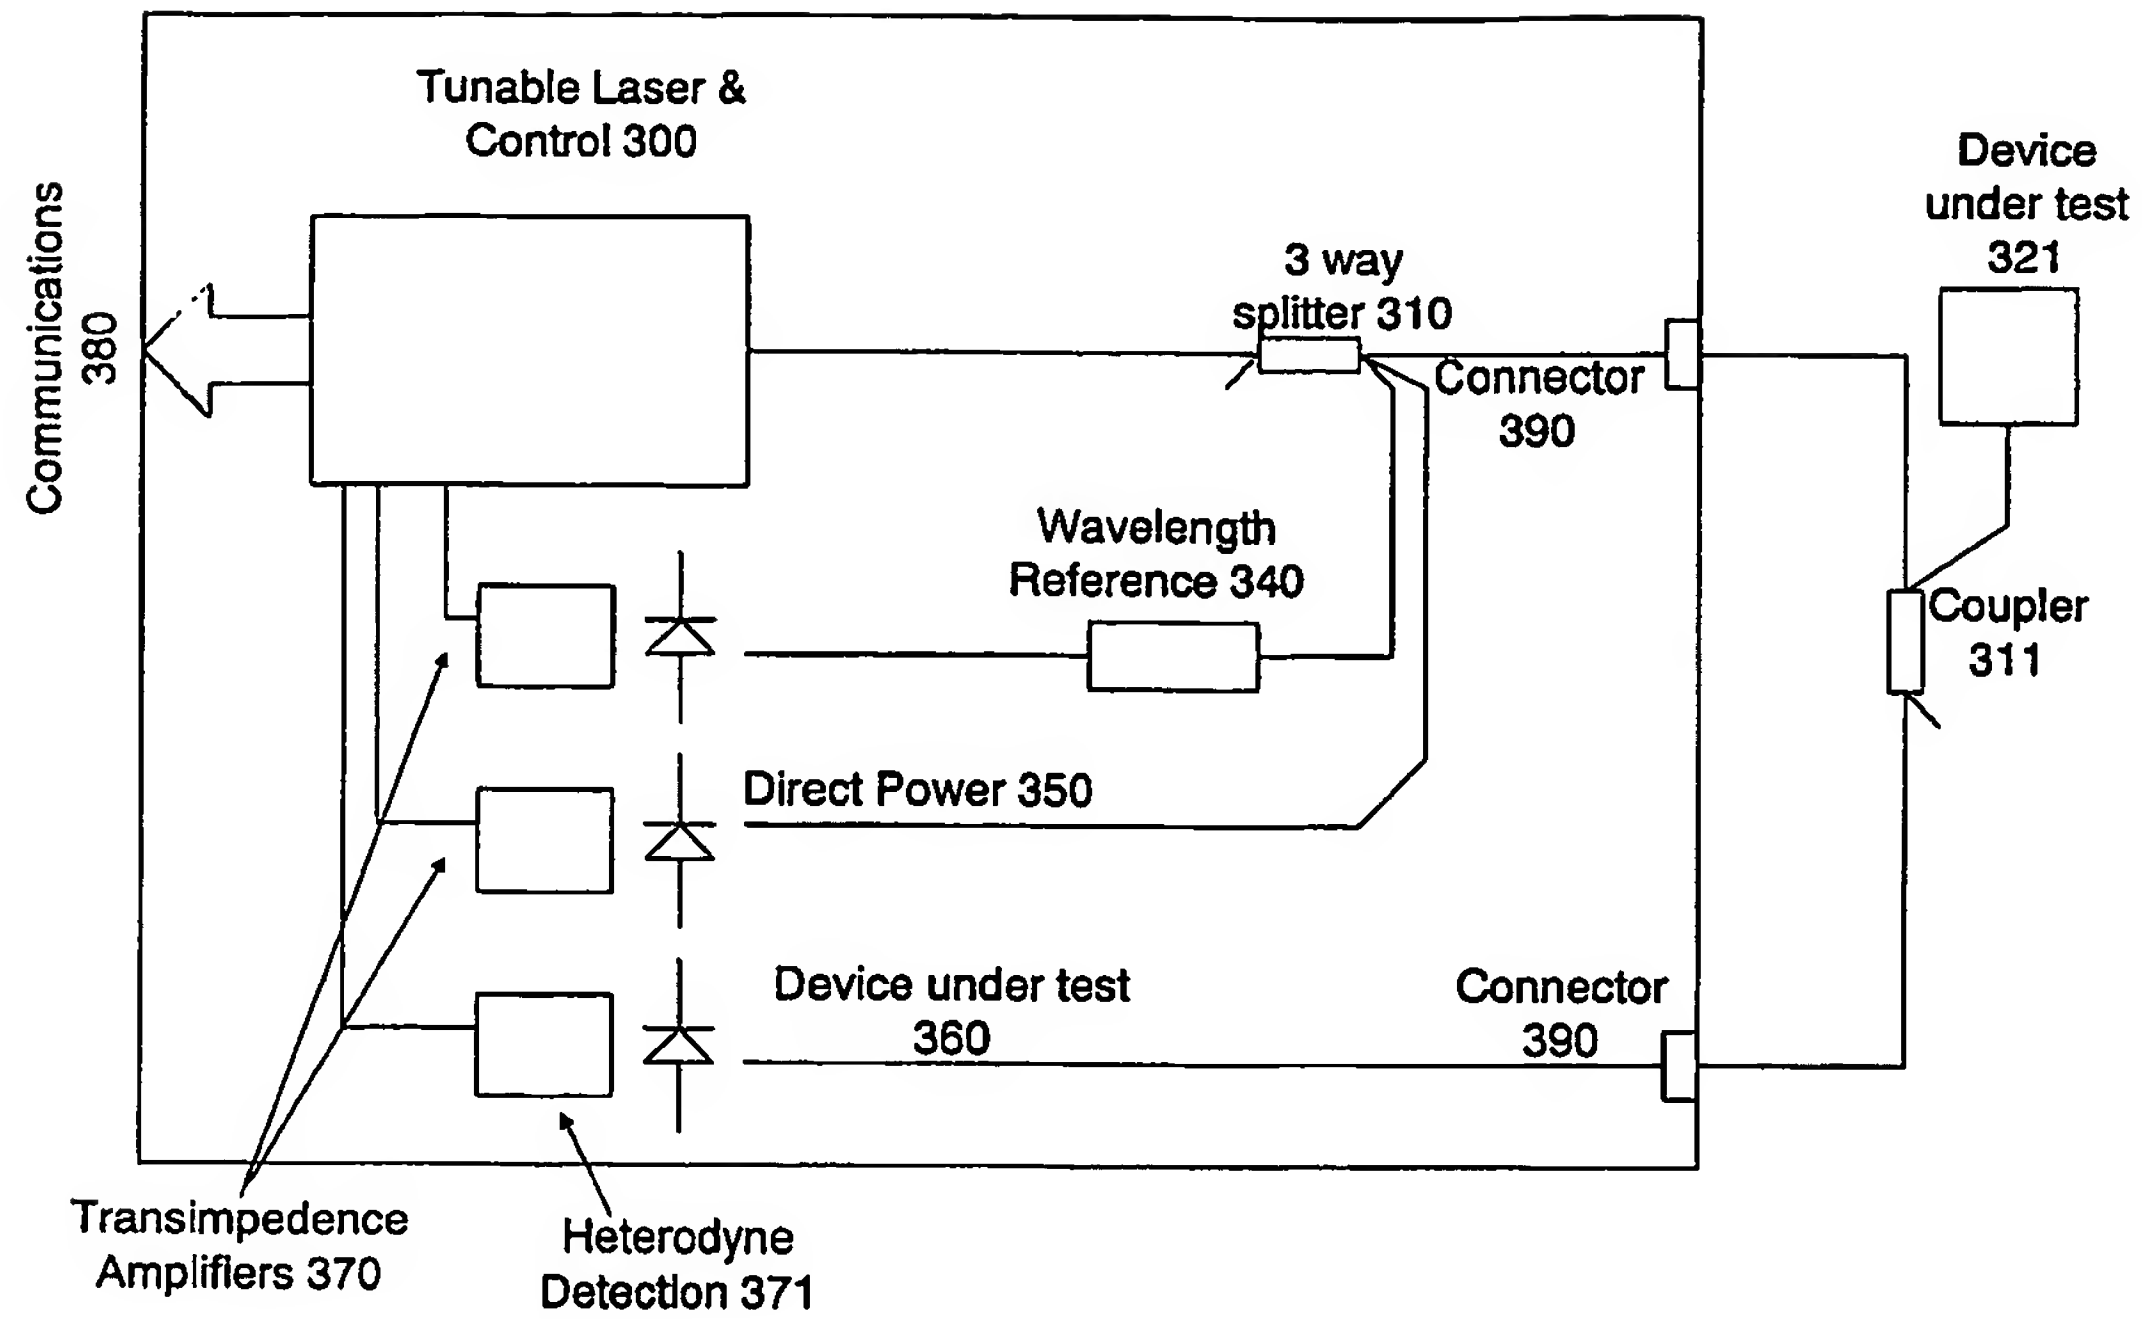 Tunable Laser &
Control 300
Communications
380
3 way
splitter 310
Device
under test
321
Connector
390
Wavelength
Reference 340
Coupler
311
Direct Power 350
Device under test
360
Connector
390
Transimpedence
Amplifiers 370
Heterodyne
Detection 371